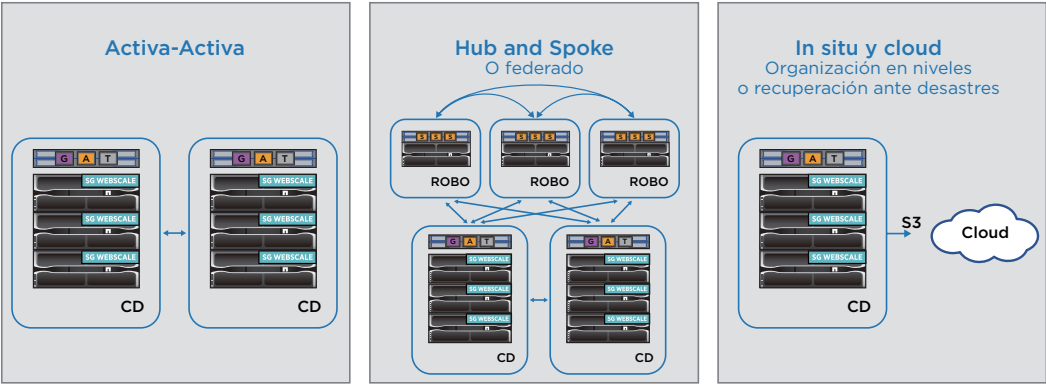 Activa-Activa
G A T
SG WEBSCALE
SG WEBSCALE
SG WEBSCALE
CD
G A T
SG WEBSCALE
SG WEBSCALE
SG WEBSCALE
CD
Hub and Spoke
O federado
S S S
ROBO
S S S
ROBO
S S S
ROBO
G A T
SG WEBSCALE
SG WEBSCALE
SG WEBSCALE
CD
G A T
SG WEBSCALE
SG WEBSCALE
SG WEBSCALE
CD
In situ y cloud
Organización en niveles
o recuperación ante desastres
G A T
SG WEBSCALE
SG WEBSCALE
SG WEBSCALE
CD
S3
Cloud